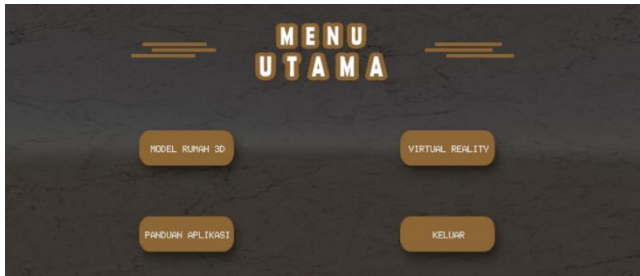 MENU
UTAMA
MODEL RUMAH 3D
VIRTUAL REALITY
PANDUAN APLIKASI
KELUAR